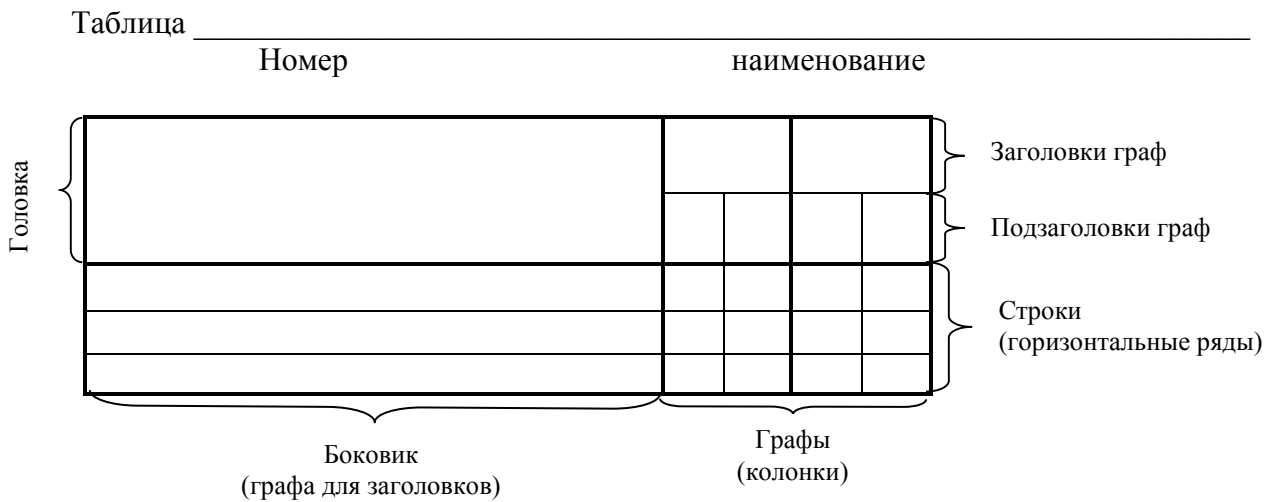 Таблица
Номер наименование
Головка
Заголовки граф
Подзаголовки граф
Строки
(горизонтальные ряды)
Боковик
(графа для заголовков)
Графы
(колонки)